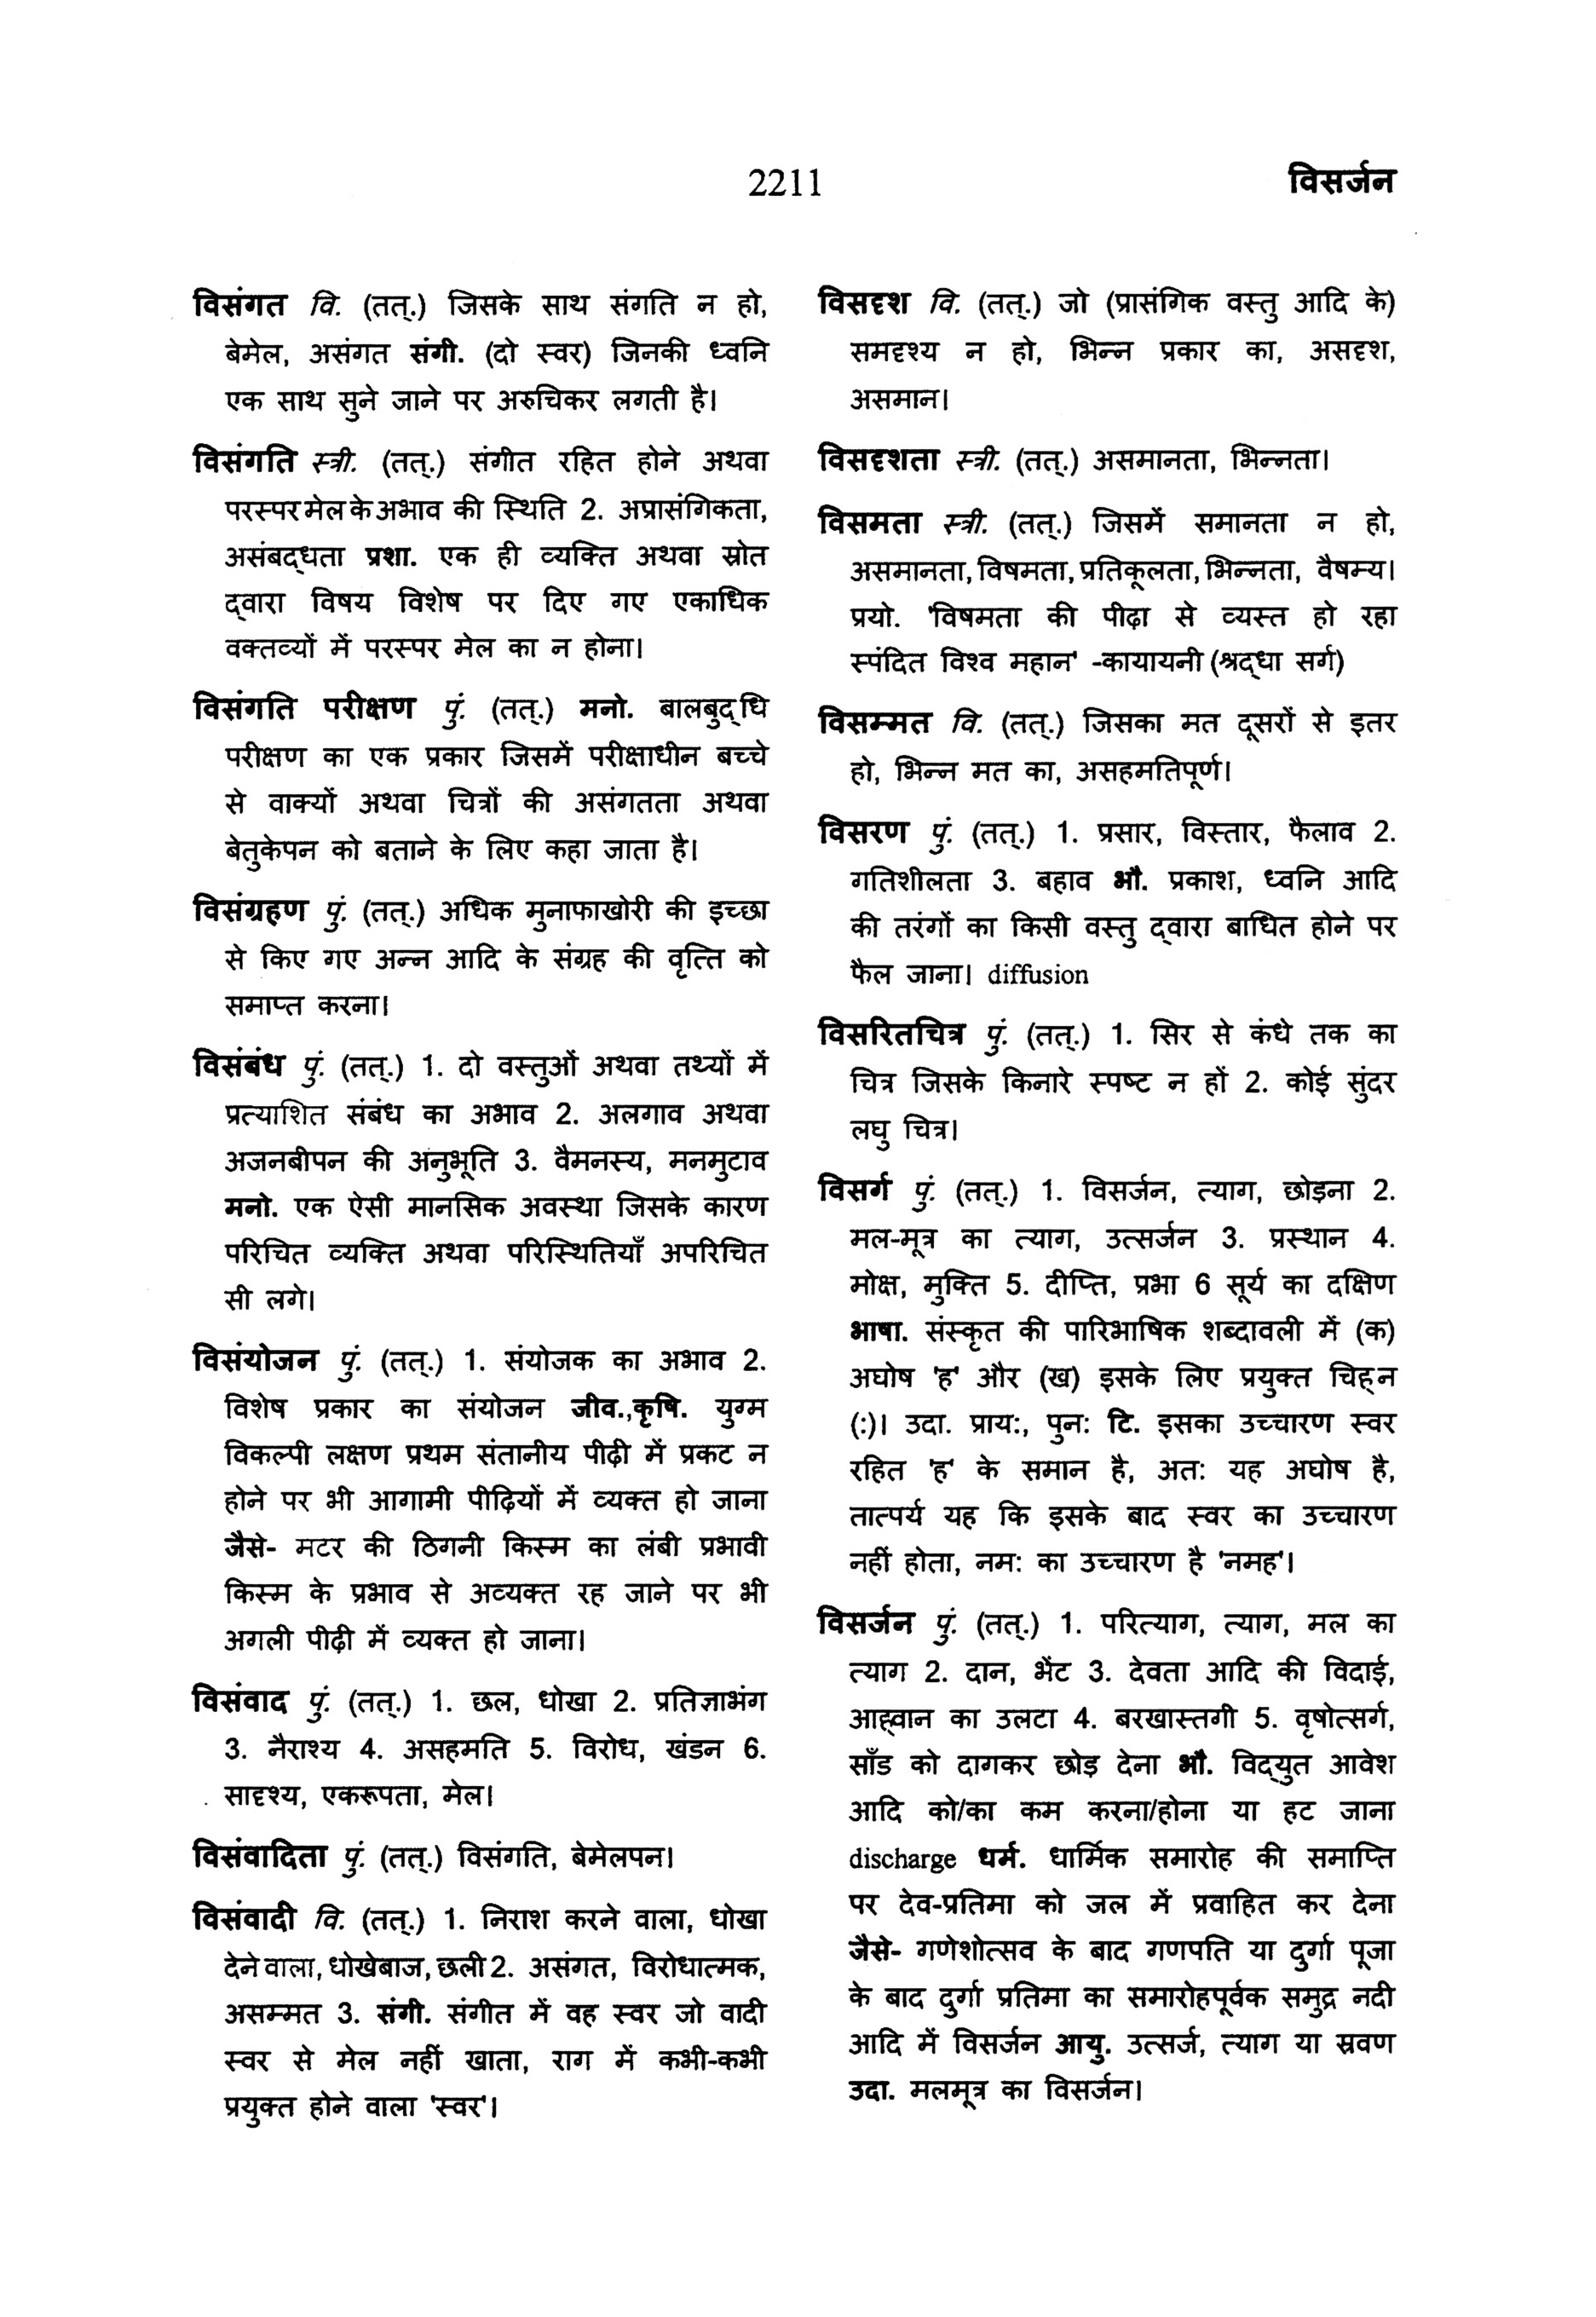 2211
विसर्जन
विसंगत वि. (तत्.) जिसके साथ संगति न हो,
बेमेल, असंगत संगी. (दो स्वर) जिनकी ध्वनि
एक साथ सुने जाने पर अरुचिकर लगती है।
विसंगति स्त्री. (तत्.) संगीत रहित होने अथवा
परस्पर मेल के अभाव की स्थिति 2. अप्रासंगिकता,
असंबद्धता प्रशा. एक ही व्यक्ति अथवा स्रोत
द्वारा विषय विशेष पर दिए गए एकाधिक
वक्तव्यों में परस्पर मेल का न होना।
विसंगति परीक्षण पुं. (तत्.) मनो. बालबुद्धि
परीक्षण का एक प्रकार जिसमें परीक्षाधीन बच्चे
से वाक्यों अथवा चित्रों की असंगतता अथवा
बेतुकेपन को बताने के लिए कहा जाता है।
विसंग्रहण पुं. (तत्.) अधिक मुनाफाखोरी की इच्छा
से किए गए अन्न आदि के संग्रह की वृत्ति को
समाप्त करना।
विसंबंध पुं. (तत्.) 1. दो वस्तुओं अथवा तथ्यों में
प्रत्याशित संबंध का अभाव 2. अलगाव अथवा
अजनबीपन की अनुभूति 3. वैमनस्य, मनमुटाव
मनो. एक ऐसी मानसिक अवस्था जिसके कारण
परिचित व्यक्ति अथवा परिस्थितियाँ अपरिचित
सी लगे।
विसंयोजन पुं. (तत्.) 1. संयोजक का अभाव 2.
विशेष प्रकार का संयोजन जीव.,कृषि. युग्म
विकल्पी लक्षण प्रथम संतानीय पीढ़ी में प्रकट न
होने पर भी आगामी पीढ़ियों में व्यक्त हो जाना
जैसे- मटर की ठिगनी किस्म का लंबी प्रभावी
किस्म के प्रभाव से अव्यक्त रह जाने पर भी
अगली पीढ़ी में व्यक्त हो जाना।
विसंवाद पुं. (तत्.) 1. छल, धोखा 2. प्रतिज्ञाभंग
3. नैराश्य 4. असहमति 5. विरोध, खंडन 6.
सादृश्य, एकरूपता, मेल।
विसंवादिता पुं. (तत्.) विसंगति, बेमेलपन।
विसंवादी वि. (तत्.) 1. निराश करने वाला, धोखा
देने वाला, धोखेबाज, छली 2. असंगत, विरोधात्मक,
असम्मत 3. संगी. संगीत में वह स्वर जो वादी
स्वर से मेल नहीं खाता, राग में कभी-कभी
प्रयुक्त होने वाला 'स्वर'।
विसदृश वि. (तत्.) जो (प्रासंगिक वस्तु आदि के)
समदृश्य न हो, भिन्न प्रकार का, असदृश,
असमान।
विसदृशता स्त्री. (तत्.) असमानता, भिन्नता।
विसमता स्त्री. (तत्.) जिसमें समानता न हो,
असमानता, विषमता, प्रतिकूलता, भिन्नता, वैषम्य।
प्रयो. 'विषमता की पीढ़ा से व्यस्त हो रहा
स्पंदित विश्व महान' -कायायनी (श्रद्धा सर्ग)
विसम्मत वि. (तत्.) जिसका मत दूसरों से इतर
हो, भिन्न मत का, असहमतिपूर्ण।
विसरण पुं. (तत्.) 1. प्रसार, विस्तार, फैलाव 2.
गतिशीलता 3. बहाव भौ. प्रकाश, ध्वनि आदि
की तरंगों का किसी वस्तु द्वारा बाधित होने पर
फैल जाना। diffusion
विसरितचित्र पुं. (तत्.) 1. सिर से कंधे तक का
चित्र जिसके किनारे स्पष्ट न हों 2. कोई सुंदर
लघु चित्र।
विसर्ग पुं. (तत्.) 1. विसर्जन, त्याग, छोड़ना 2.
मल-मूत्र का त्याग, उत्सर्जन 3. प्रस्थान 4.
मोक्ष, मुक्ति 5. दीप्ति, प्रभा 6 सूर्य का दक्षिण
भाषा. संस्कृत की पारिभाषिक शब्दावली में (क)
अघोष 'ह' और (ख) इसके लिए प्रयुक्त चिह्न
(:)। उदा. प्राय:, पुन: टि. इसका उच्चारण स्वर
रहित 'ह' के समान है, अत: यह अघोष है,
तात्पर्य यह कि इसके बाद स्वर का उच्चारण
नहीं होता, नम: का उच्चारण है 'नमह'।
विसर्जन पुं. (तत्.) 1. परित्याग, त्याग, मल का
त्याग 2. दान, भेंट 3. देवता आदि की विदाई,
आह्वान का उलटा 4. बरखास्तगी 5. वृषोत्सर्ग,
साँड को दागकर छोड़ देना भौ. विद्युत आवेश
आदि को/का कम करना/होना या हट जाना
discharge धर्म. धार्मिक समारोह की समाप्ति
पर देव-प्रतिमा को जल में प्रवाहित कर देना
जैसे- गणेशोत्सव के बाद गणपति या दुर्गा पूजा
के बाद दुर्गा प्रतिमा का समारोहपूर्वक समुद्र नदी
आदि में विसर्जन आयु. उत्सर्ज, त्याग या स्रवण
उदा. मलमूत्र का विसर्जन।